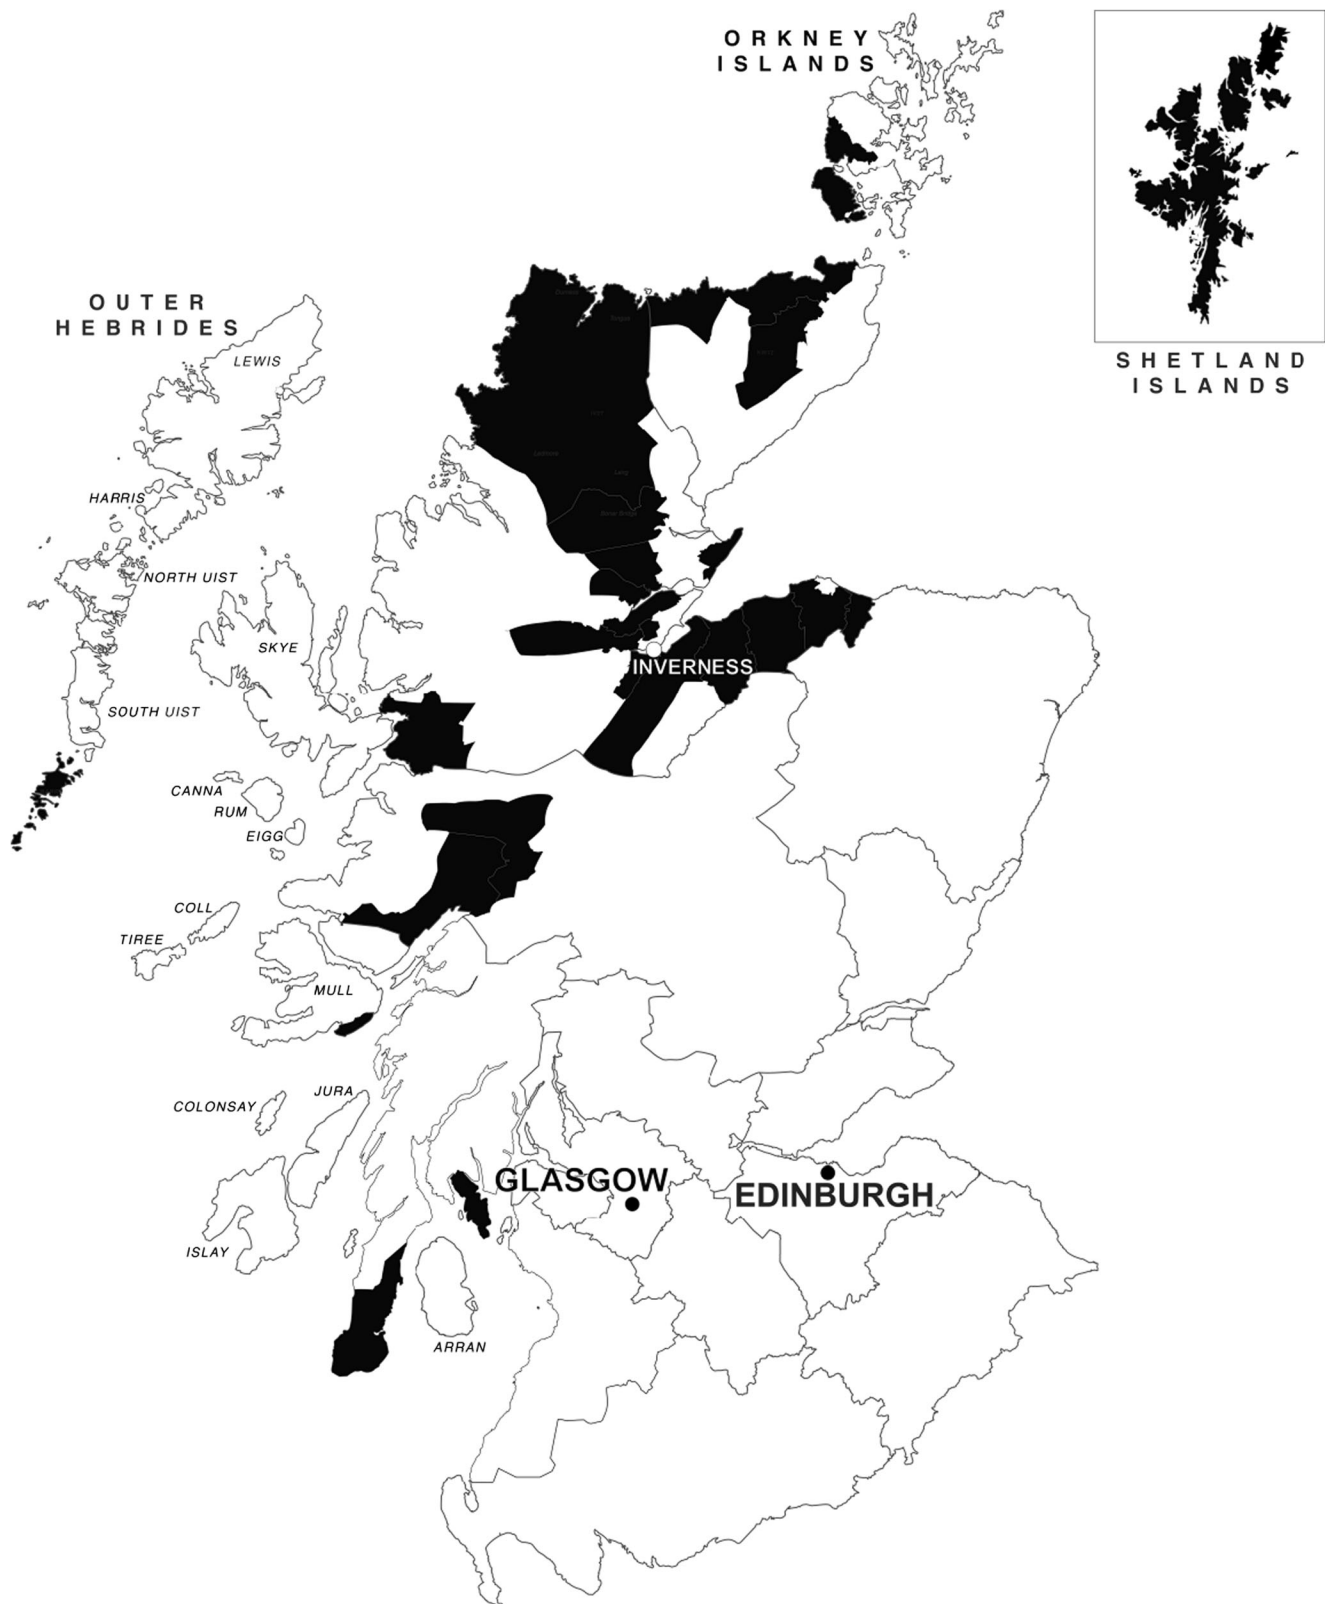 ORKNEY
ISLANDS
OUTER
HEBRIDES
LEWIS
SHETLAND
ISLANDS
HARRIS
NORTH UIST
SKYE
INVERNESS
SOUTH UIST
CANNA
RUM
EIGG
COLL
TIREE
MULL
JURA
COLONSAY
GLASGOW
EDINBURGH
ISLAY
ARRAN